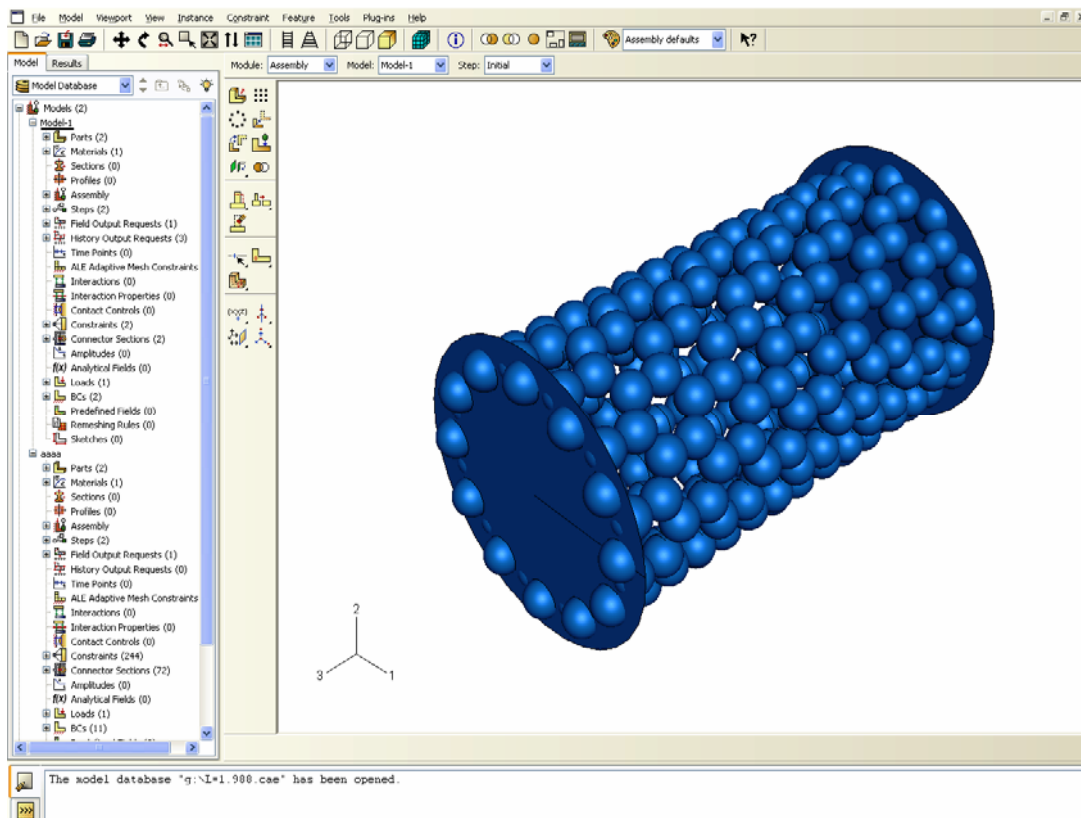 File Model Viewport View Instance Constraint Feature Tools Plug-ins Help
Assembly defaults
Model Results
Module: Assembly Model: Model-1 Step: Initial
Model Database
Models (2)
Model-1
Parts (2)
Materials (1)
Sections (0)
Profiles (0)
Assembly
Steps (2)
Field Output Requests (1)
History Output Requests (3)
Time Points (0)
ALE Adaptive Mesh Constraints
Interactions (0)
Interaction Properties (0)
Contact Controls (0)
Constraints (2)
Connector Sections (2)
Amplitudes (0)
f(x) Analytical Fields (0)
Loads (1)
BCs (2)
Predefined Fields (0)
Remeshing Rules (0)
Sketches (0)
aaaa
Parts (2)
Materials (1)
Sections (0)
Profiles (0)
Assembly
Steps (2)
Field Output Requests (1)
History Output Requests (0)
Time Points (0)
ALE Adaptive Mesh Constraints
Interactions (0)
Interaction Properties (0)
Contact Controls (0)
Constraints (244)
Connector Sections (72)
Amplitudes (0)
f(x) Analytical Fields (0)
Loads (1)
BCs (11)
(XYZ)
2
3 1
The model database "g:\L=1.900.cae" has been opened.
>>>